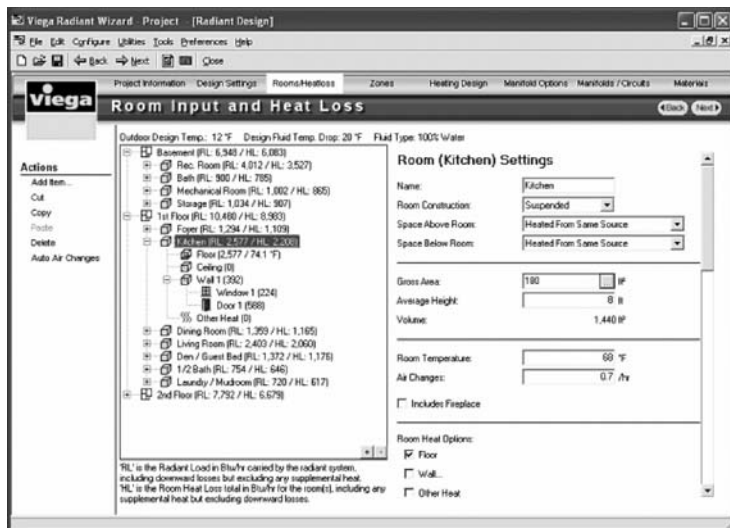 Viega Radiant Wizard - Project - [Radiant Design]
File Edit Configure Utilities Tools Preferences Help
Back Next Close
Project Information Design Settings Rooms/Heatloss Zones Heating Design Manifold Options Manifolds / Circuits Materials
viega
Room Input and Heat Loss
Back Next
Outdoor Design Temp.: 12 °F Design Fluid Temp. Drop: 20 °F Fluid Type: 100% Water
Actions
Add Item...
Cut
Copy
Paste
Delete
Auto Air Changes
Basement (RL: 6,948 / HL: 6,083)
Rec. Room (RL: 4,012 / HL: 3,527)
Bath (RL: 900 / HL: 785)
Mechanical Room (RL: 1,002 / HL: 865)
Storage (RL: 1,034 / HL: 907)
1st Floor (RL: 10,480 / HL: 8,983)
Foyer (RL: 1,294 / HL: 1,109)
Kitchen (RL: 2,577 / HL: 2,208)
Floor (2,577 / 74.1 °F)
Ceiling (0)
Wall 1 (392)
Window 1 (224)
Door 1 (588)
Other Heat (0)
Dining Room (RL: 1,359 / HL: 1,165)
Living Room (RL: 2,403 / HL: 2,060)
Den / Guest Bed (RL: 1,372 / HL: 1,176)
1/2 Bath (RL: 754 / HL: 646)
Laundry / Mudroom (RL: 720 / HL: 617)
2nd Floor (RL: 7,792 / HL: 6,679)
'RL' is the Radiant Load in Btu/hr carried by the radiant system,
including downward losses but excluding any supplemental heat.
'HL' is the Room Heat Loss total in Btu/hr for the room(s), including any
supplemental heat but excluding downward losses.
Room (Kitchen) Settings
Name: Kitchen
Room Construction: Suspended
Space Above Room: Heated From Same Source
Space Below Room: Heated From Same Source
Gross Area: 180 ft²
Average Height: 8 ft
Volume: 1,440 ft³
Room Temperature: 68 °F
Air Changes: 0.7 /hr
Includes Fireplace
Room Heat Options:
Floor
Wall...
Other Heat